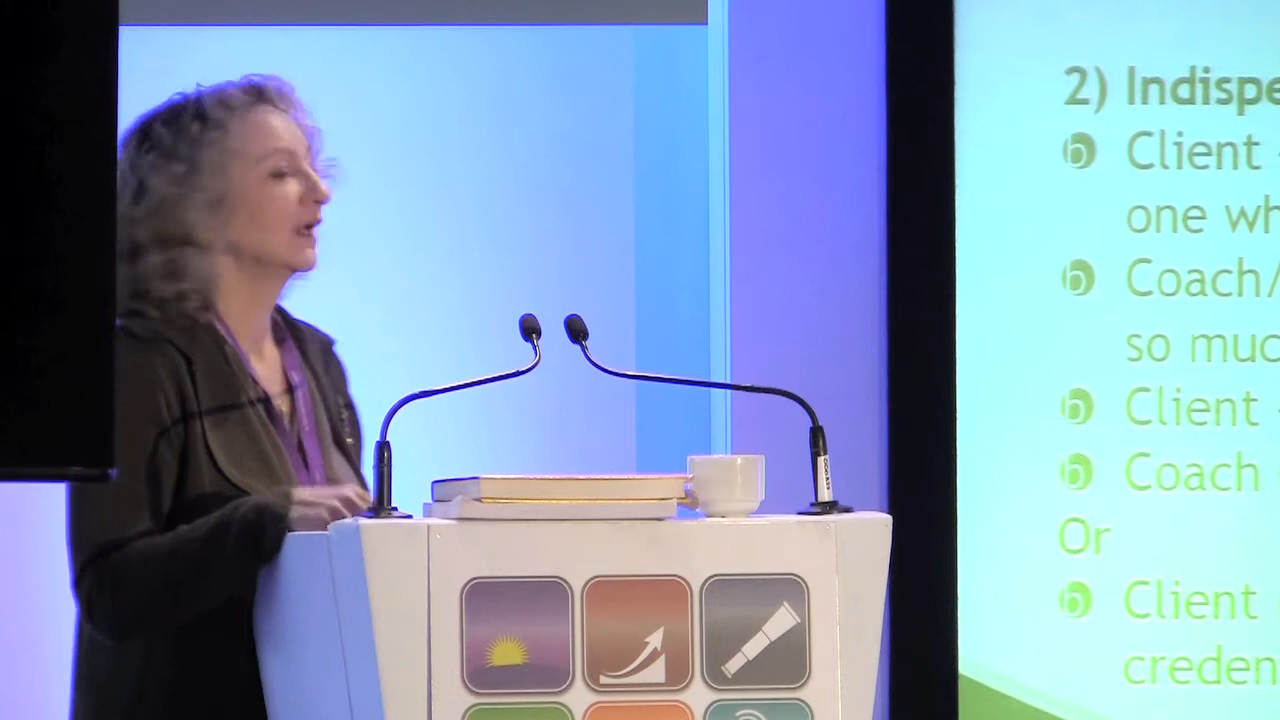 2) Indispe
Client
one wh
Coach/
so muc
Client
Coach
Or
Client
creden